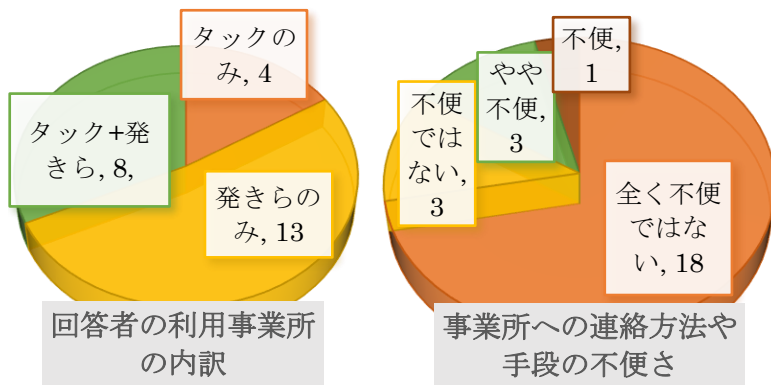 タックの
み, 4
タック+発
きら, 8,
発きらの
み, 13
回答者の利用事業所
の内訳
不便,
1
やや
不便,
3
不便
では
ない,
3
全く不便
ではな
い, 18
事業所への連絡方法や
手段の不便さ